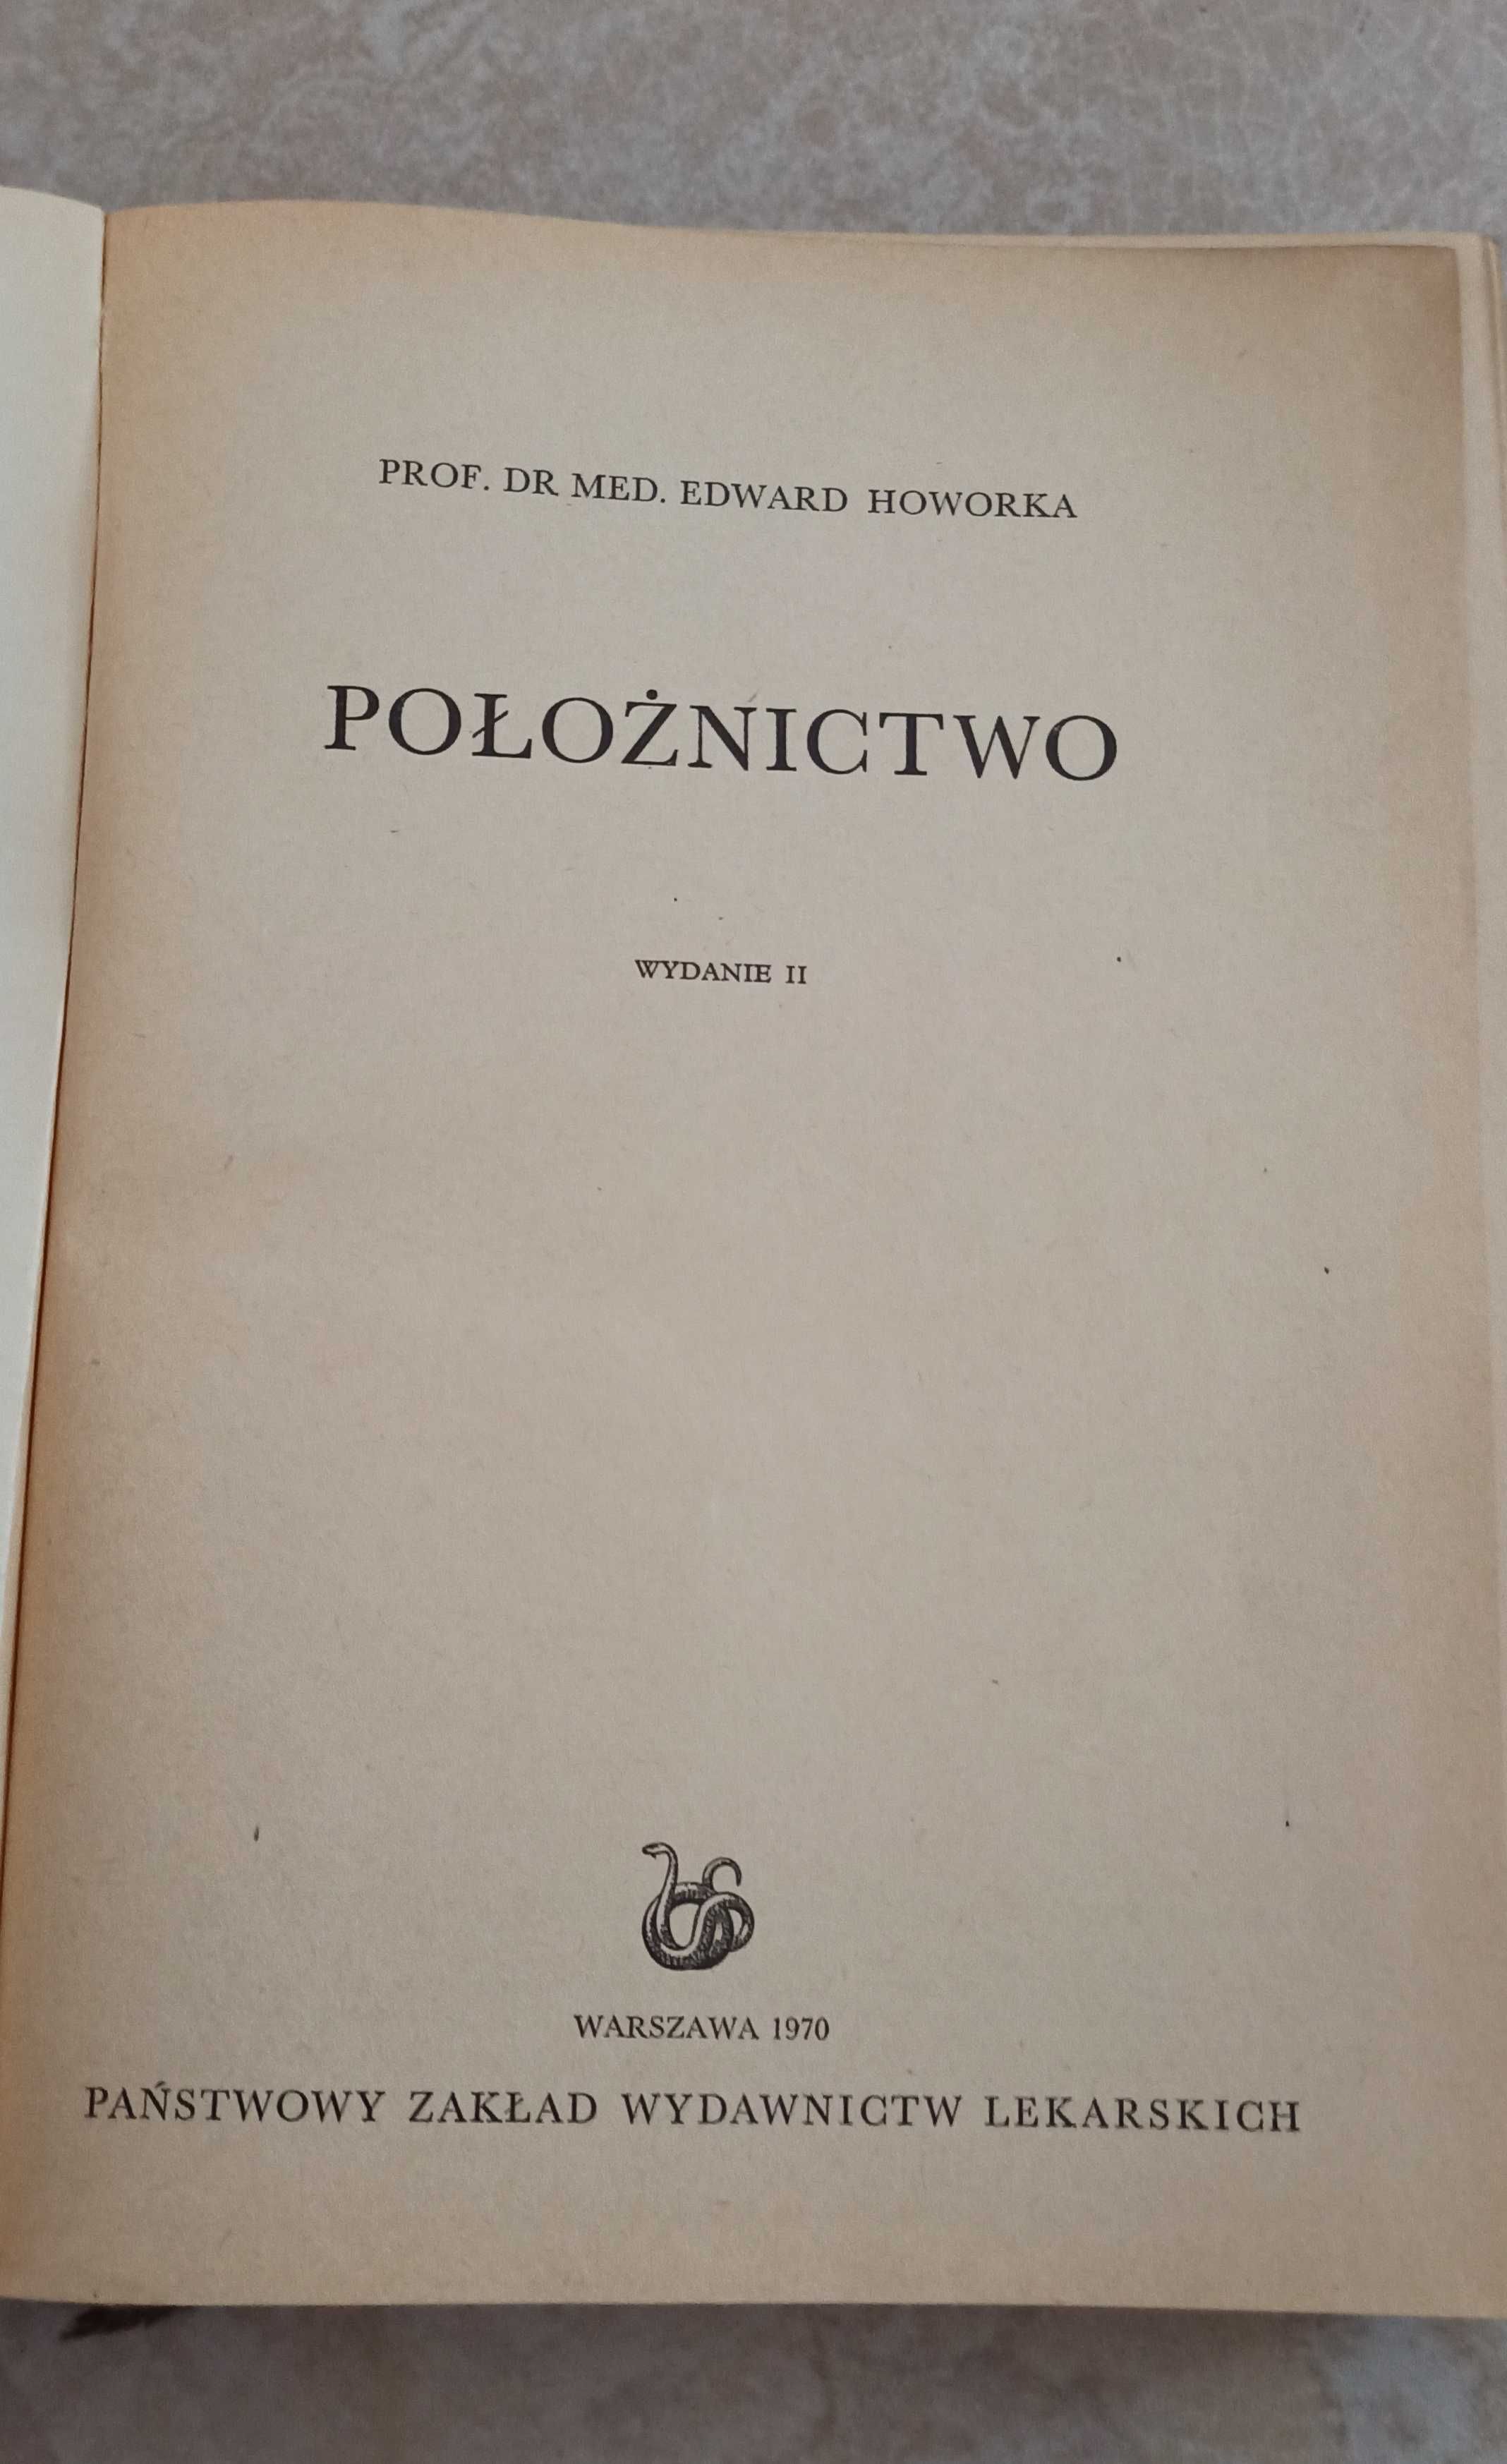 PROF. DR MED. EDWARD HOWORKA
POŁOŻNICTWO
WYDANIE II
WARSZAWA 1970
PAŃSTWOWY ZAKŁAD WYDAWNICTW LEKARSKICH